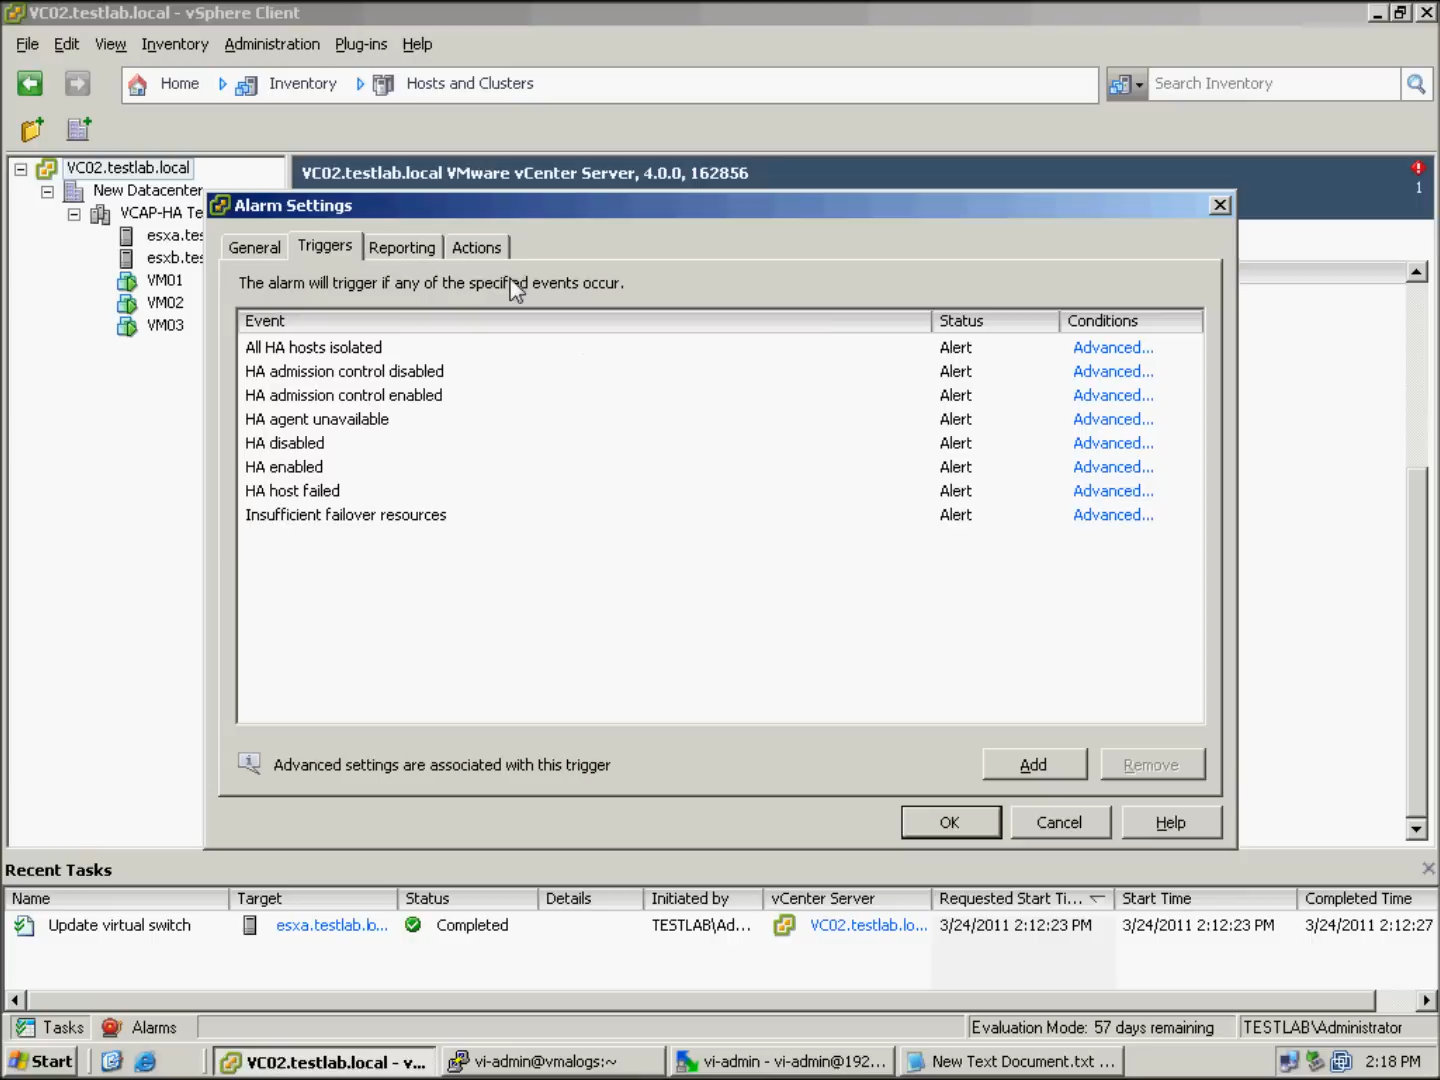 VC02.testlab.local - vSphere Client
File Edit View Inventory Administration Plug-ins Help
Home Inventory Hosts and Clusters Search Inventory
VC02.testlab.local
New Datacenter
VCAP-HA Te
esxa.tes
esxb.tes
VM01
VM02
VM03
VC02.testlab.local VMware vCenter Server, 4.0.0, 162856
1
Alarm Settings
General Triggers Reporting Actions
The alarm will trigger if any of the specified events occur.
Event Status Conditions
All HA hosts isolated Alert Advanced...
HA admission control disabled Alert Advanced...
HA admission control enabled Alert Advanced...
HA agent unavailable Alert Advanced...
HA disabled Alert Advanced...
HA enabled Alert Advanced...
HA host failed Alert Advanced...
Insufficient failover resources Alert Advanced...
Advanced settings are associated with this trigger Add Remove
OK Cancel Help
Recent Tasks
Name Target Status Details Initiated by vCenter Server Requested Start Ti... Start Time Completed Time
Update virtual switch esxa.testlab.lo... Completed TESTLAB\Ad... VC02.testlab.lo... 3/24/2011 2:12:23 PM 3/24/2011 2:12:23 PM 3/24/2011 2:12:27
Tasks Alarms Evaluation Mode: 57 days remaining TESTLAB\Administrator
Start VC02.testlab.local - v... vi-admin@vmalogs:~ vi-admin - vi-admin@192... New Text Document.txt ... 2:18 PM